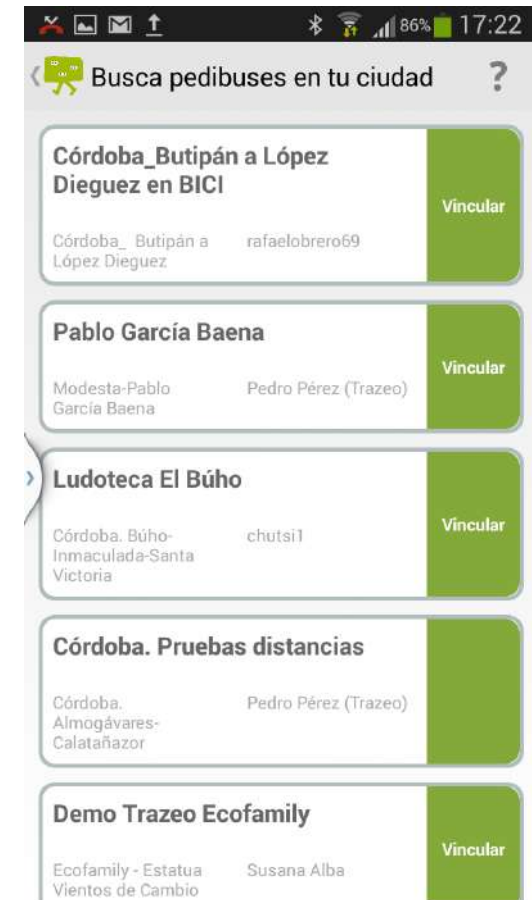 86% 17:22
Busca pedibuses en tu ciudad ?
Córdoba_Butipán a López
Dieguez en BICI
Vincular
Córdoba_ Butipán a rafaelobrero69
López Dieguez
Pablo García Baena
Vincular
Modesta-Pablo Pedro Pérez (Trazeo)
García Baena
Ludoteca El Búho
Vincular
Córdoba. Búho- chutsi1
Inmaculada-Santa
Victoria
Córdoba. Pruebas distancias
Córdoba. Pedro Pérez (Trazeo)
Almogávares-
Calatañazor
Demo Trazeo Ecofamily
Vincular
Ecofamily - Estatua Susana Alba
Vientos de Cambio